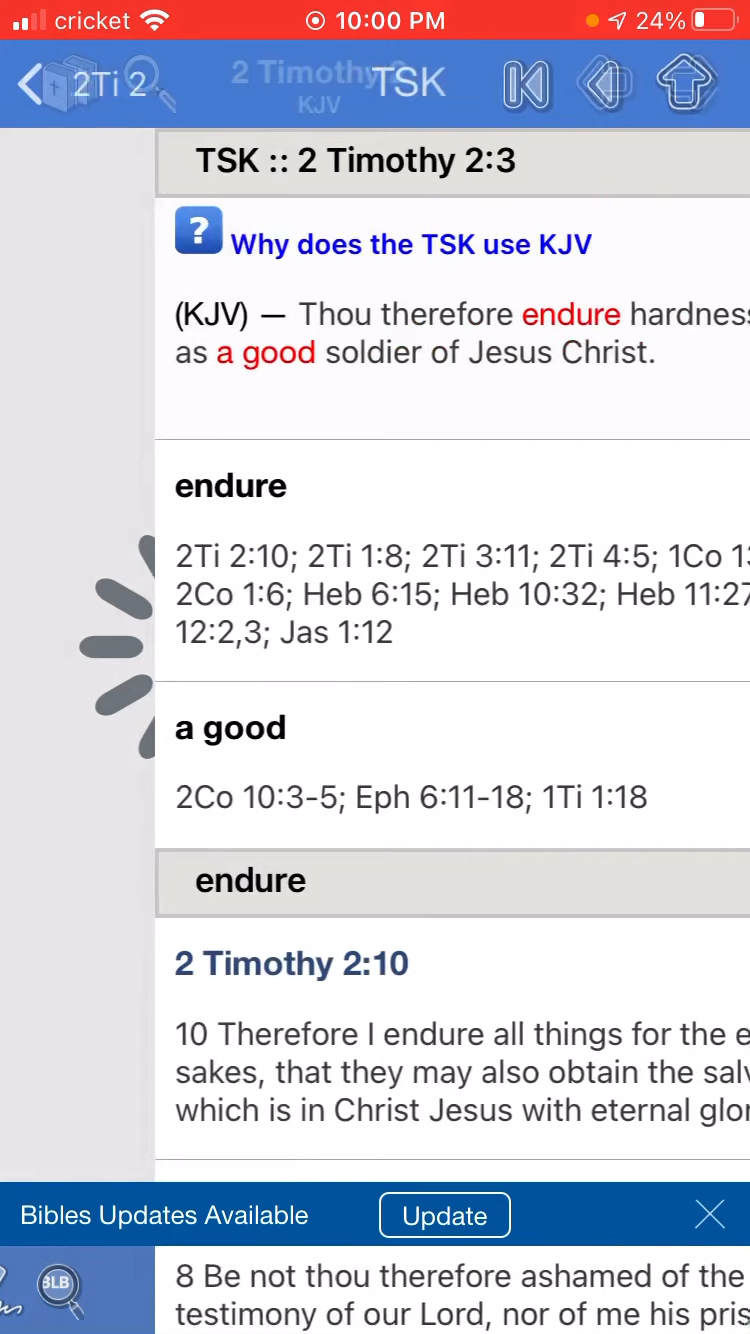 cricket 10:00 PM 24%
2Ti 2 2 Timothy TSK
KJV
TSK :: 2 Timothy 2:3
? Why does the TSK use KJV
(KJV) — Thou therefore endure hardness
as a good soldier of Jesus Christ.
endure
2Ti 2:10; 2Ti 1:8; 2Ti 3:11; 2Ti 4:5; 1Co
2Co 1:6; Heb 6:15; Heb 10:32; Heb 11:27
12:2,3; Jas 1:12
a good
2Co 10:3-5; Eph 6:11-18; 1Ti 1:18
endure
2 Timothy 2:10
10 Therefore I endure all things for the
sakes, that they may also obtain the
which is in Christ Jesus with eternal
Bibles Updates Available Update
BLB
8 Be not thou therefore ashamed of the
testimony of our Lord, nor of me his